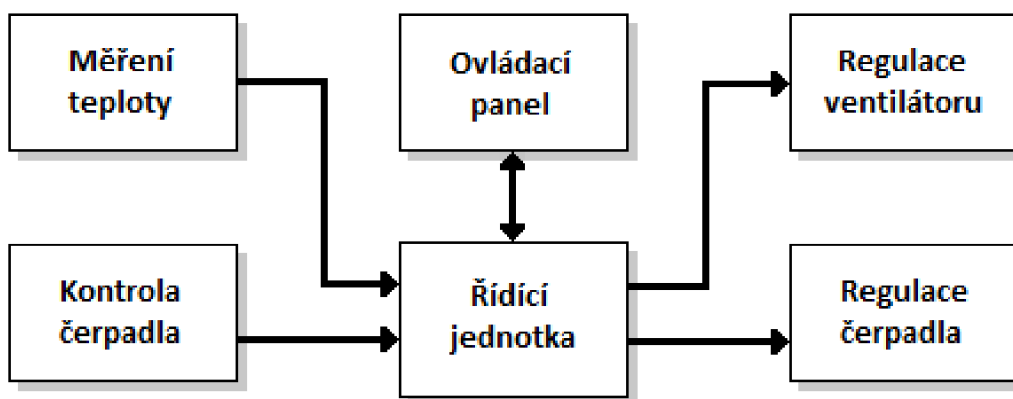 Měření
teploty
Ovládací
panel
Regulace
ventilátoru
Kontrola
čerpadla
Řídící
jednotka
Regulace
čerpadla